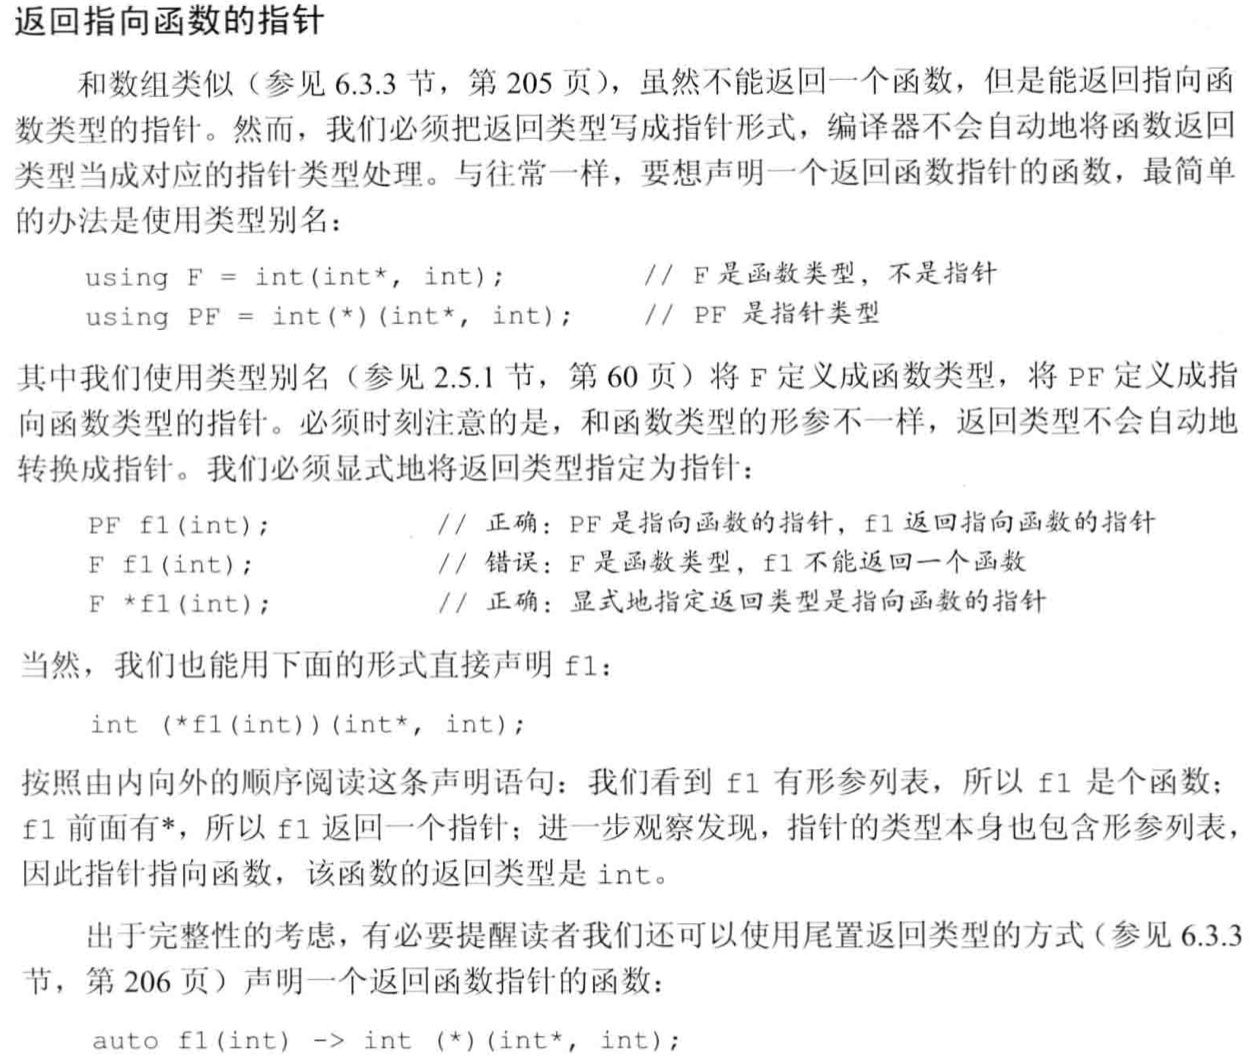 返回指向函数的指针
和数组类似（参见 6.3.3 节，第 205 页），虽然不能返回一个函数，但是能返回指向函
数类型的指针。然而，我们必须把返回类型写成指针形式，编译器不会自动地将函数返回
类型当成对应的指针类型处理。与往常一样，要想声明一个返回函数指针的函数，最简单
的办法是使用类型别名：
using F = int(int*, int); // F 是函数类型，不是指针
using PF = int(*)(int*, int); // PF 是指针类型
其中我们使用类型别名（参见 2.5.1 节，第 60 页）将 F 定义成函数类型，将 PF 定义成指
向函数类型的指针。必须时刻注意的是，和函数类型的形参不一样，返回类型不会自动地
转换成指针。我们必须显式地将返回类型指定为指针：
PF f1(int); // 正确：PF 是指向函数的指针，f1 返回指向函数的指针
F f1(int); // 错误：F 是函数类型，f1 不能返回一个函数
F *f1(int); // 正确：显式地指定返回类型是指向函数的指针
当然，我们也能用下面的形式直接声明 f1：
int (*f1(int))(int*, int);
按照由内向外的顺序阅读这条声明语句：我们看到 f1 有形参列表，所以 f1 是个函数；
f1 前面有*，所以 f1 返回一个指针；进一步观察发现，指针的类型本身也包含形参列表，
因此指针指向函数，该函数的返回类型是 int。
出于完整性的考虑，有必要提醒读者我们还可以使用尾置返回类型的方式（参见 6.3.3
节，第 206 页）声明一个返回函数指针的函数：
auto f1(int) -> int (*)(int*, int);